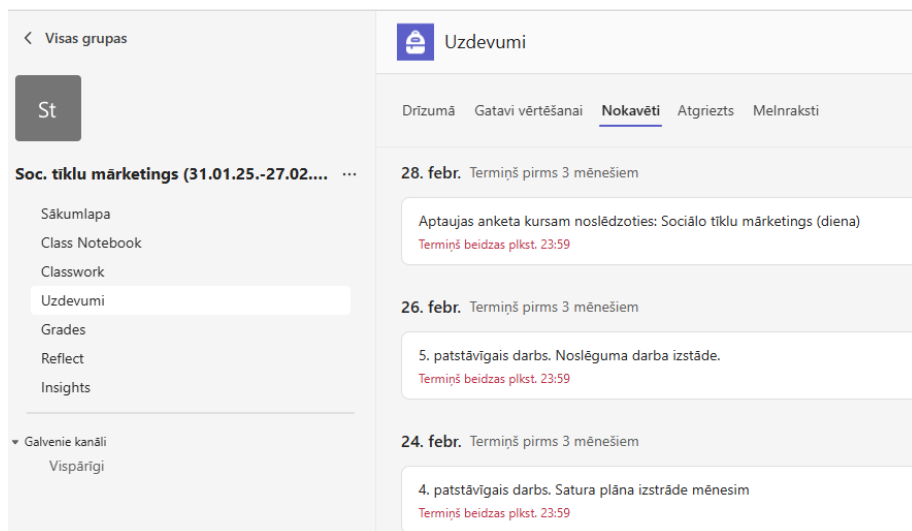 Visas grupas
St
Soc. tīklu mārketings (31.01.25.-27.02....
Sākumlapa
Class Notebook
Classwork
Uzdevumi
Grades
Reflect
Insights
Galvenie kanāli
Vispārīgi
Uzdevumi
Drīzumā Gatavi vērtēšanai Nokavēti Atgriezts Melnraksti
28. febr. Termiņš pirms 3 mēnešiem
Aptaujas anketa kursam noslēdzoties: Sociālo tīklu mārketings (diena)
Termiņš beidzas plkst. 23:59
26. febr. Termiņš pirms 3 mēnešiem
5. patstāvīgais darbs. Noslēguma darba izstāde.
Termiņš beidzas plkst. 23:59
24. febr. Termiņš pirms 3 mēnešiem
4. patstāvīgais darbs. Satura plāna izstrāde mēnesim
Termiņš beidzas plkst. 23:59